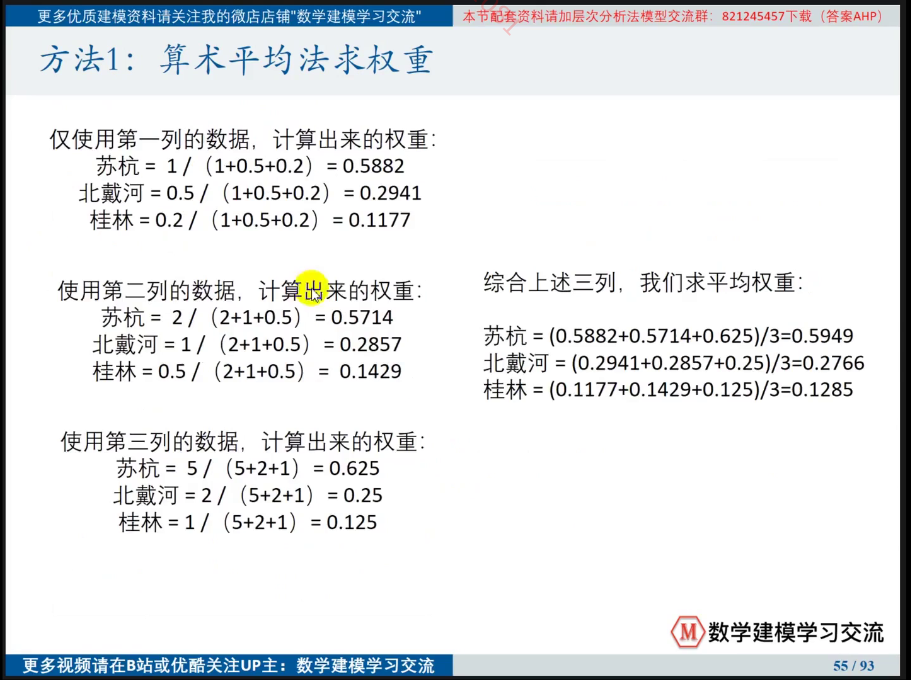 更多优质建模资料请关注我的微店店铺"数学建模学习交流"
本节配套资料请加层次分析法模型交流群：821245457下载（答案AHP）
方法1：算术平均法求权重
仅使用第一列的数据，计算出来的权重：
苏杭 = 1 /（1+0.5+0.2）= 0.5882
北戴河 = 0.5 /（1+0.5+0.2）= 0.2941
桂林 = 0.2 /（1+0.5+0.2）= 0.1177
使用第二列的数据，计算出来的权重：
苏杭 = 2 /（2+1+0.5）= 0.5714
北戴河 = 1 /（2+1+0.5）= 0.2857
桂林 = 0.5 /（2+1+0.5）= 0.1429
使用第三列的数据，计算出来的权重：
苏杭 = 5 /（5+2+1）= 0.625
北戴河 = 2 /（5+2+1）= 0.25
桂林 = 1 /（5+2+1）= 0.125
综合上述三列，我们求平均权重：
苏杭 = (0.5882+0.5714+0.625)/3=0.5949
北戴河 = (0.2941+0.2857+0.25)/3=0.2766
桂林 = (0.1177+0.1429+0.125)/3=0.1285
M 数学建模学习交流
更多视频请在B站或优酷关注UP主：数学建模学习交流
55 / 93